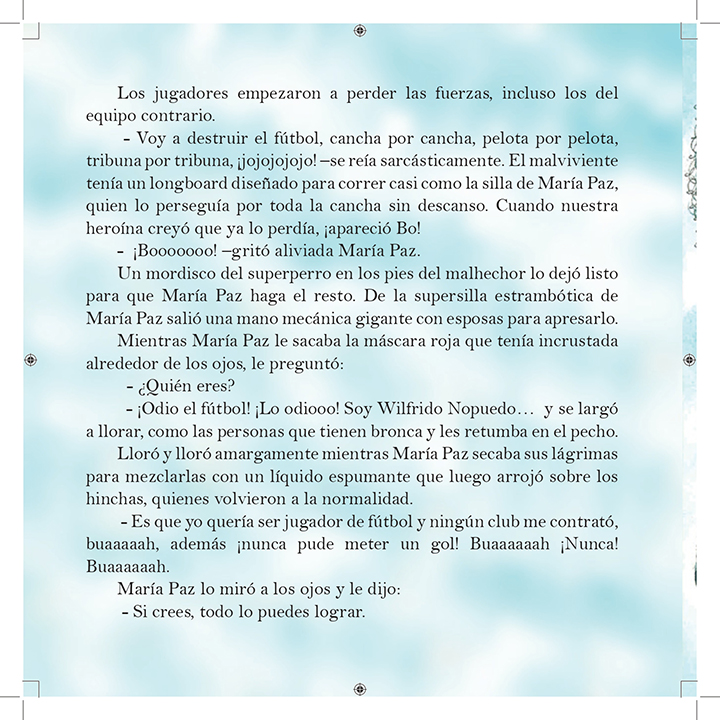 Los jugadores empezaron a perder las fuerzas, incluso los del
equipo contrario.
- Voy a destruir el fútbol, cancha por cancha, pelota por pelota,
tribuna por tribuna, ¡jojojojojo! –se reía sarcásticamente. El malviviente
tenía un longboard diseñado para correr casi como la silla de María Paz,
quien lo perseguía por toda la cancha sin descanso. Cuando nuestra
heroína creyó que ya lo perdía, ¡apareció Bo!
- ¡Booooooo! –gritó aliviada María Paz.
Un mordisco del superperro en los pies del malhechor lo dejó listo
para que María Paz haga el resto. De la supersilla estrambótica de
María Paz salió una mano mecánica gigante con esposas para apresarlo.
Mientras María Paz le sacaba la máscara roja que tenía incrustada
alrededor de los ojos, le preguntó:
- ¿Quién eres?
- ¡Odio el fútbol! ¡Lo odiooo! Soy Wilfrido Nopuedo… y se largó
a llorar, como las personas que tienen bronca y les retumba en el pecho.
Lloró y lloró amargamente mientras María Paz secaba sus lágrimas
para mezclarlas con un líquido espumante que luego arrojó sobre los
hinchas, quienes volvieron a la normalidad.
- Es que yo quería ser jugador de fútbol y ningún club me contrató,
buaaaaah, además ¡nunca pude meter un gol! Buaaaaaah ¡Nunca!
Buaaaaaah.
María Paz lo miró a los ojos y le dijo:
- Si crees, todo lo puedes lograr.